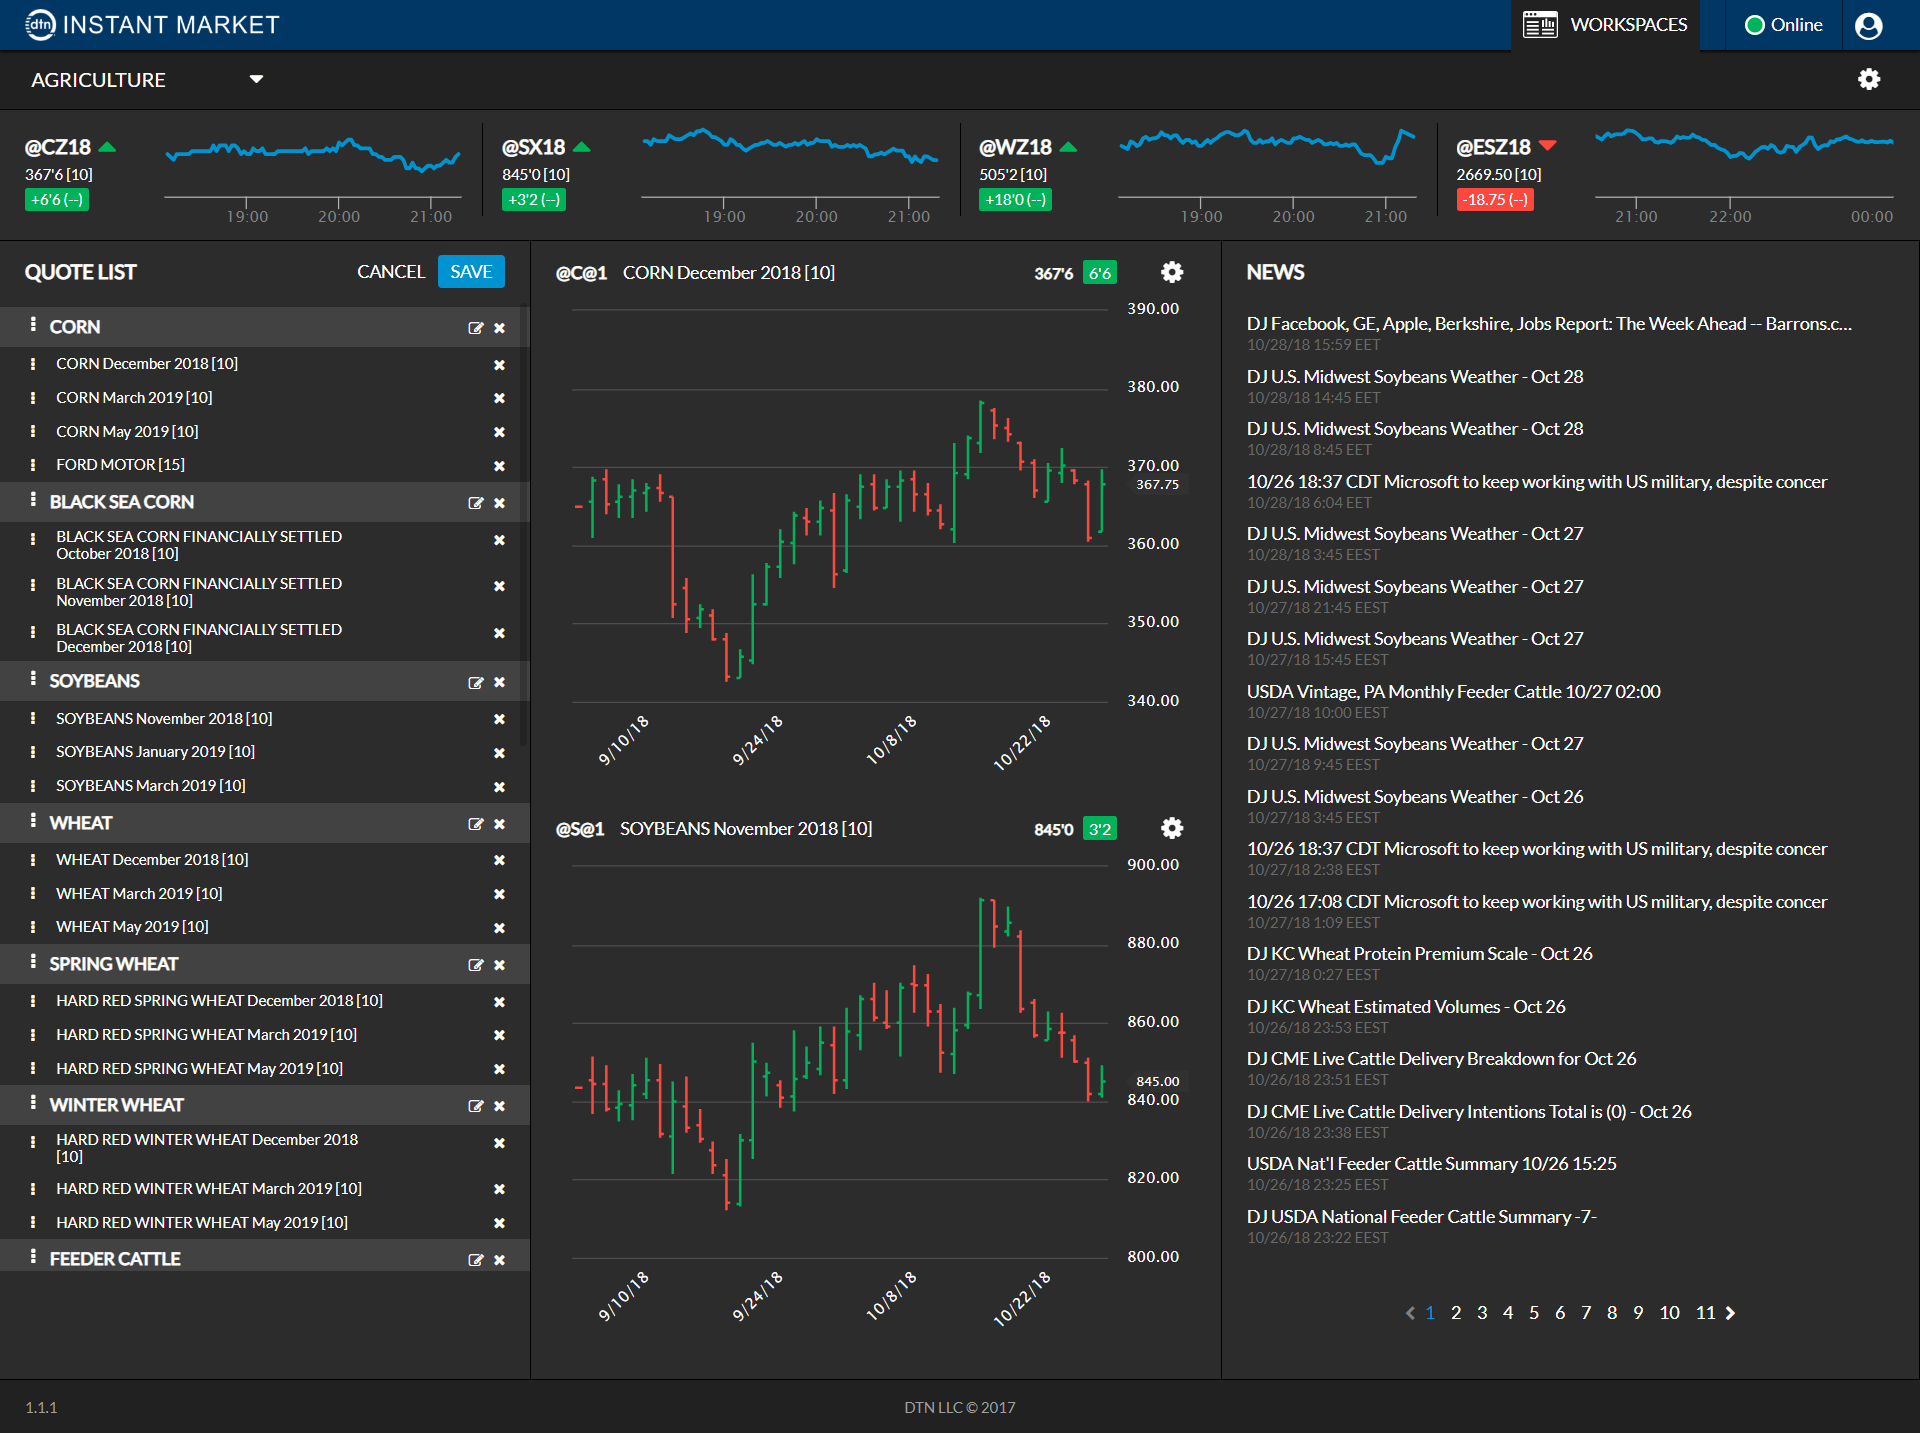 dtn INSTANT MARKET
WORKSPACES
Online
AGRICULTURE
@CZ18
367'6 [10]
+6'6 (--)
19:00 20:00 21:00
@SX18
845'0 [10]
+3'2 (--)
19:00 20:00 21:00
@WZ18
505'2 [10]
+18'0 (--)
19:00 20:00 21:00
@ESZ18
2669.50 [10]
-18.75 (--)
21:00 22:00 00:00
QUOTE LIST
CANCEL
SAVE
CORN
CORN December 2018 [10]
CORN March 2019 [10]
CORN May 2019 [10]
FORD MOTOR [15]
BLACK SEA CORN
BLACK SEA CORN FINANCIALLY SETTLED
October 2018 [10]
BLACK SEA CORN FINANCIALLY SETTLED
November 2018 [10]
BLACK SEA CORN FINANCIALLY SETTLED
December 2018 [10]
SOYBEANS
SOYBEANS November 2018 [10]
SOYBEANS January 2019 [10]
SOYBEANS March 2019 [10]
WHEAT
WHEAT December 2018 [10]
WHEAT March 2019 [10]
WHEAT May 2019 [10]
SPRING WHEAT
HARD RED SPRING WHEAT December 2018 [10]
HARD RED SPRING WHEAT March 2019 [10]
HARD RED SPRING WHEAT May 2019 [10]
WINTER WHEAT
HARD RED WINTER WHEAT December 2018
[10]
HARD RED WINTER WHEAT March 2019 [10]
HARD RED WINTER WHEAT May 2019 [10]
FEEDER CATTLE
@C@1 CORN December 2018 [10] 367'6 6'6
390.00
380.00
370.00
367.75
360.00
350.00
340.00
9/10/18 9/24/18 10/8/18 10/22/18
@S@1 SOYBEANS November 2018 [10] 845'0 3'2
900.00
880.00
860.00
845.00
840.00
820.00
800.00
9/10/18 9/24/18 10/8/18 10/22/18
NEWS
DJ Facebook, GE, Apple, Berkshire, Jobs Report: The Week Ahead -- Barrons.c...
10/28/18 15:59 EET
DJ U.S. Midwest Soybeans Weather - Oct 28
10/28/18 14:45 EET
DJ U.S. Midwest Soybeans Weather - Oct 28
10/28/18 8:45 EET
10/26 18:37 CDT Microsoft to keep working with US military, despite concer
10/28/18 6:04 EET
DJ U.S. Midwest Soybeans Weather - Oct 27
10/28/18 3:45 EEST
DJ U.S. Midwest Soybeans Weather - Oct 27
10/27/18 21:45 EEST
DJ U.S. Midwest Soybeans Weather - Oct 27
10/27/18 15:45 EEST
USDA Vintage, PA Monthly Feeder Cattle 10/27 02:00
10/27/18 10:00 EEST
DJ U.S. Midwest Soybeans Weather - Oct 27
10/27/18 9:45 EEST
DJ U.S. Midwest Soybeans Weather - Oct 26
10/27/18 3:45 EEST
10/26 18:37 CDT Microsoft to keep working with US military, despite concer
10/27/18 2:38 EEST
10/26 17:08 CDT Microsoft to keep working with US military, despite concer
10/27/18 1:09 EEST
DJ KC Wheat Protein Premium Scale - Oct 26
10/27/18 0:27 EEST
DJ KC Wheat Estimated Volumes - Oct 26
10/26/18 23:53 EEST
DJ CME Live Cattle Delivery Breakdown for Oct 26
10/26/18 23:51 EEST
DJ CME Live Cattle Delivery Intentions Total is (0) - Oct 26
10/26/18 23:38 EEST
USDA Nat'l Feeder Cattle Summary 10/26 15:25
10/26/18 23:25 EEST
DJ USDA National Feeder Cattle Summary -7-
10/26/18 23:22 EEST
1 2 3 4 5 6 7 8 9 10 11
1.1.1
DTN LLC © 2017